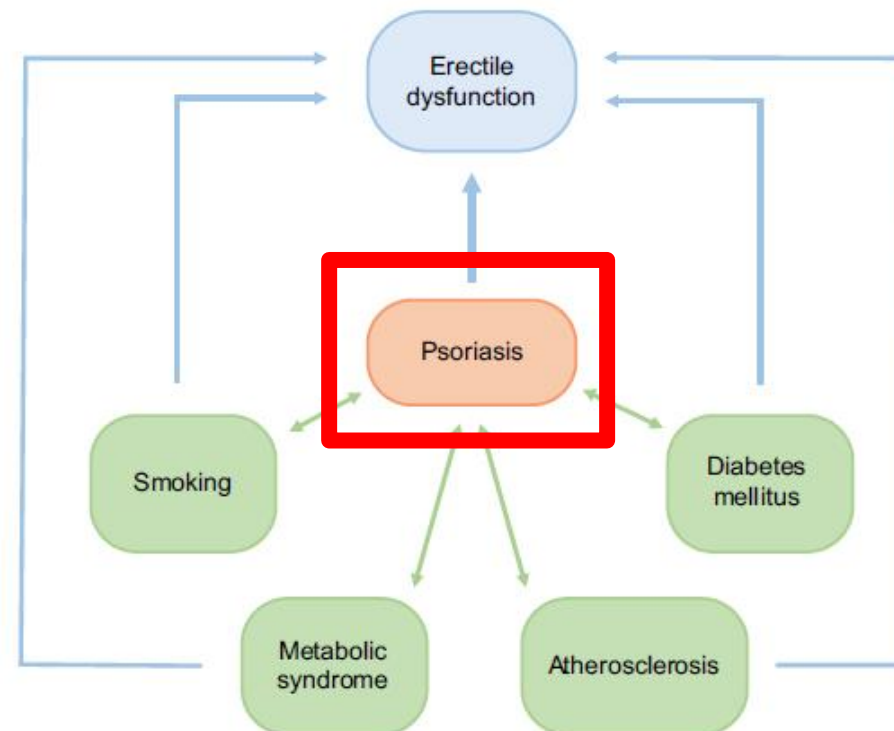 Erectile
dysfunction
Psoriasis
Smoking
Diabetes
mellitus
Metabolic
syndrome
Atherosclerosis